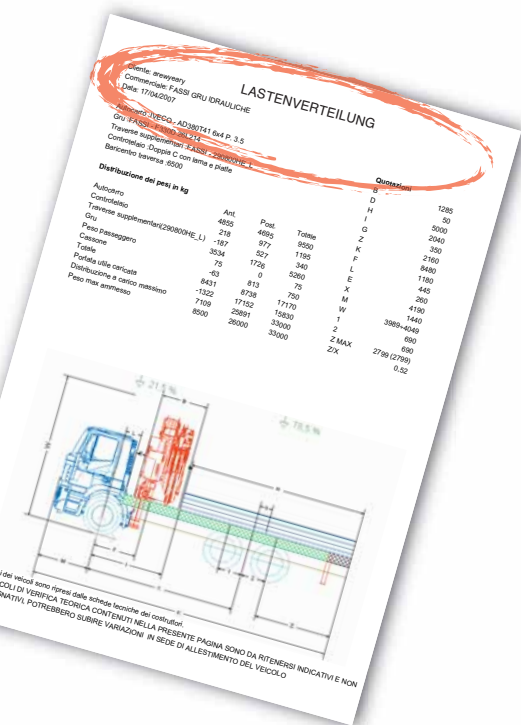 Cliente: arewyeary
Commerciale: FASSI GRU IDRAULICHE
Data: 17/04/2007
LASTENVERTEILUNG
Autocarro :IVECO - AD380T41 6x4 P. 3.5
Gru :FASSI -
Traverse supplementari :FASSI - 290800HE_L
Controtelaio :Doppia C con lama e piatte
Baricentro traversa :6500
Distribuzione dei pesi in kg
Ant. Post. Totale
Autocarro 4855 4695 9550
Controtelaio 218 977 1195
Traverse supplementari(290800HE_L) -187 527 340
Gru 3534 1726 5260
Peso passeggero 75 0 75
Cassone -63 813 750
Totale 8431 8738 17170
Portata utile caricata -1322 17152 15830
Distribuzione a carico massimo 7109 25891 33000
Peso max ammesso 8500 26000 33000
Quotazioni
B 1285
D 50
H 5000
I 2040
G 350
Z 2160
K 8480
F 1180
L 445
E 260
X 4190
M 1440
W 3989÷4049
1 690
2 690
Z MAX 2799 (2799)
Z/X 0,52
21,5 %
78,5 %
i dei veicoli sono ripresi dalle schede tecniche dei costruttori.
COLI DI VERIFICA TEORICA CONTENUTI NELLA PRESENTE PAGINA SONO DA RITENERSI INDICATIVI E NON
GNATIVI, POTREBBERO SUBIRE VARIAZIONI IN SEDE DI ALLESTIMENTO DEL VEICOLO